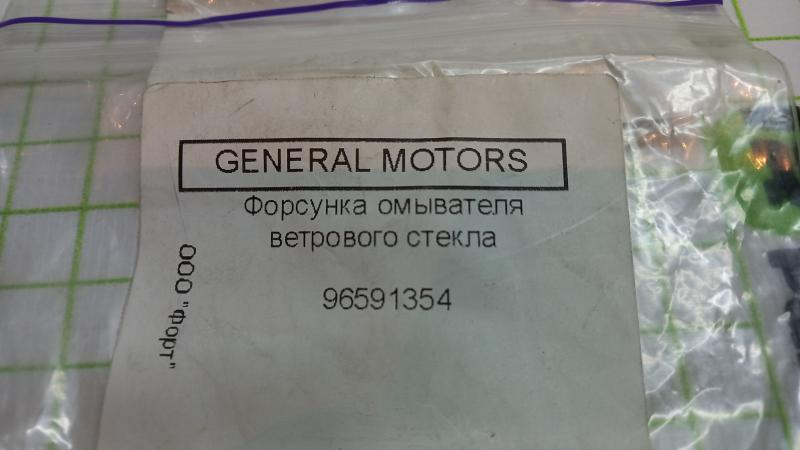 GENERAL MOTORS
Форсунка омывателя
ветрового стекла
96591354
ООО "Форт"